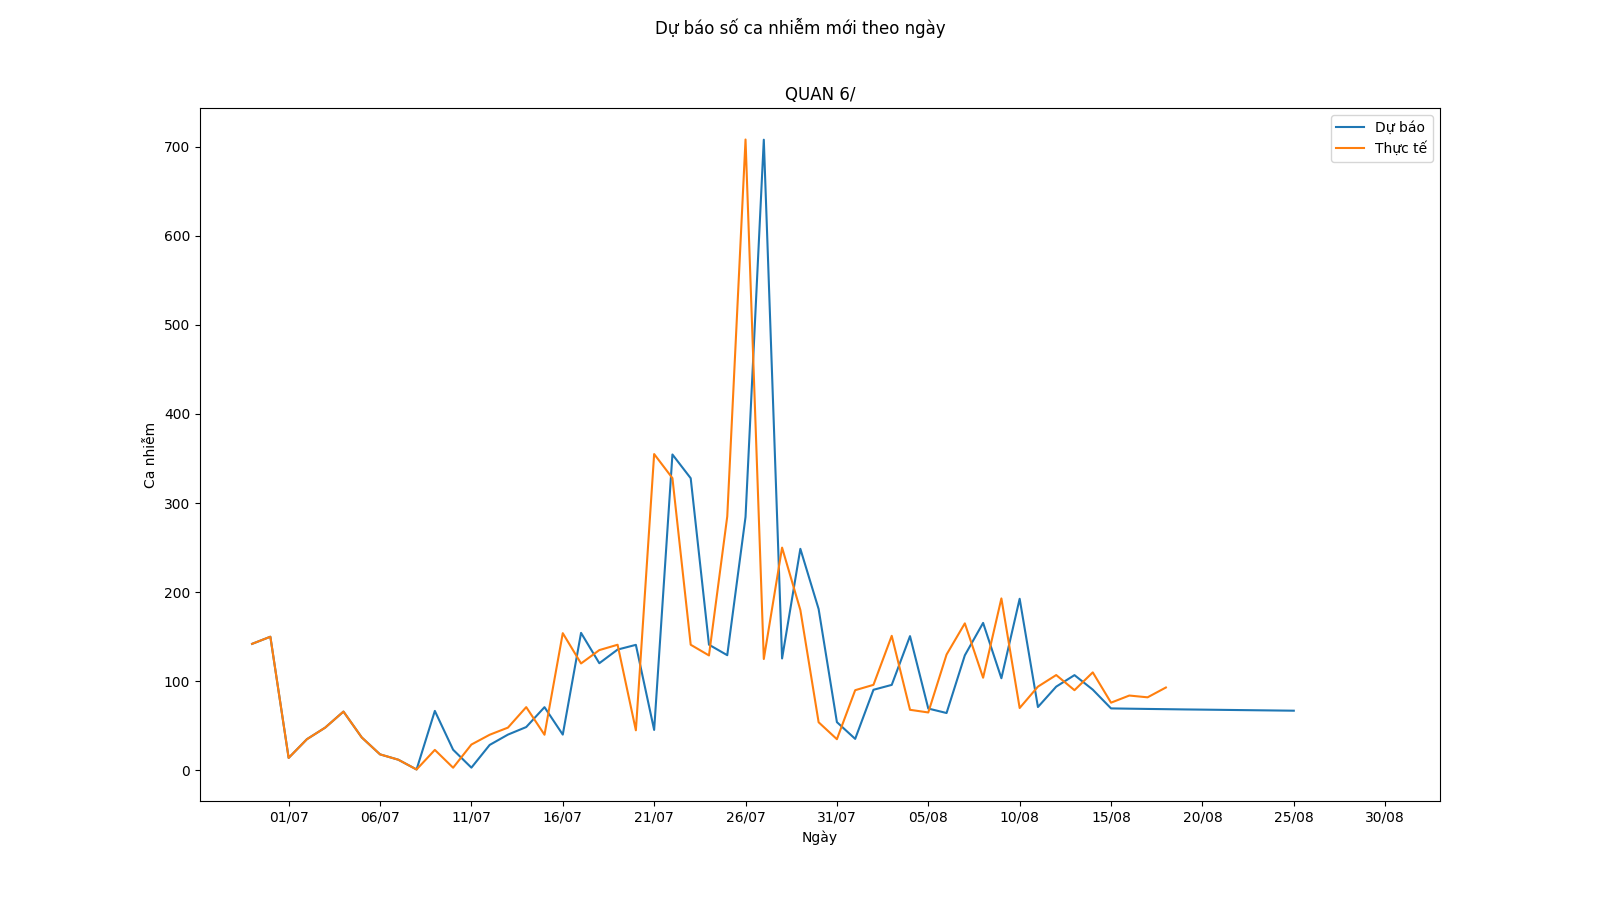 Dự báo số ca nhiễm mới theo ngày
QUAN 6/
Dự báo
Thực tế
700
600
500
400
300
200
100
0
Ca nhiễm
01/07 06/07 11/07 16/07 21/07 26/07 31/07 05/08 10/08 15/08 20/08 25/08 30/08
Ngày